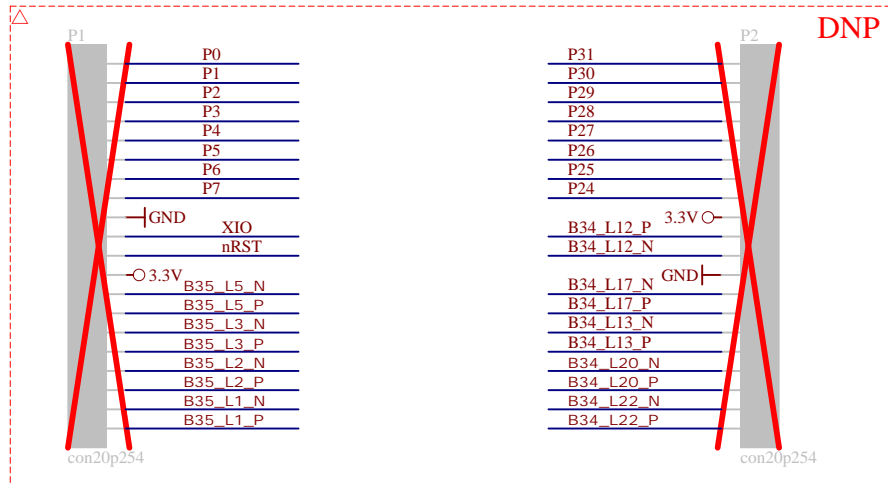 DNP
P1
P0
P1
P2
P3
P4
P5
P6
P7
GND
XIO
nRST
3.3V
B35_L5_N
B35_L5_P
B35_L3_N
B35_L3_P
B35_L2_N
B35_L2_P
B35_L1_N
B35_L1_P
con20p254
P2
P31
P30
P29
P28
P27
P26
P25
P24
3.3V
B34_L12_P
B34_L12_N
GND
B34_L17_N
B34_L17_P
B34_L13_N
B34_L13_P
B34_L20_N
B34_L20_P
B34_L22_N
B34_L22_P
con20p254